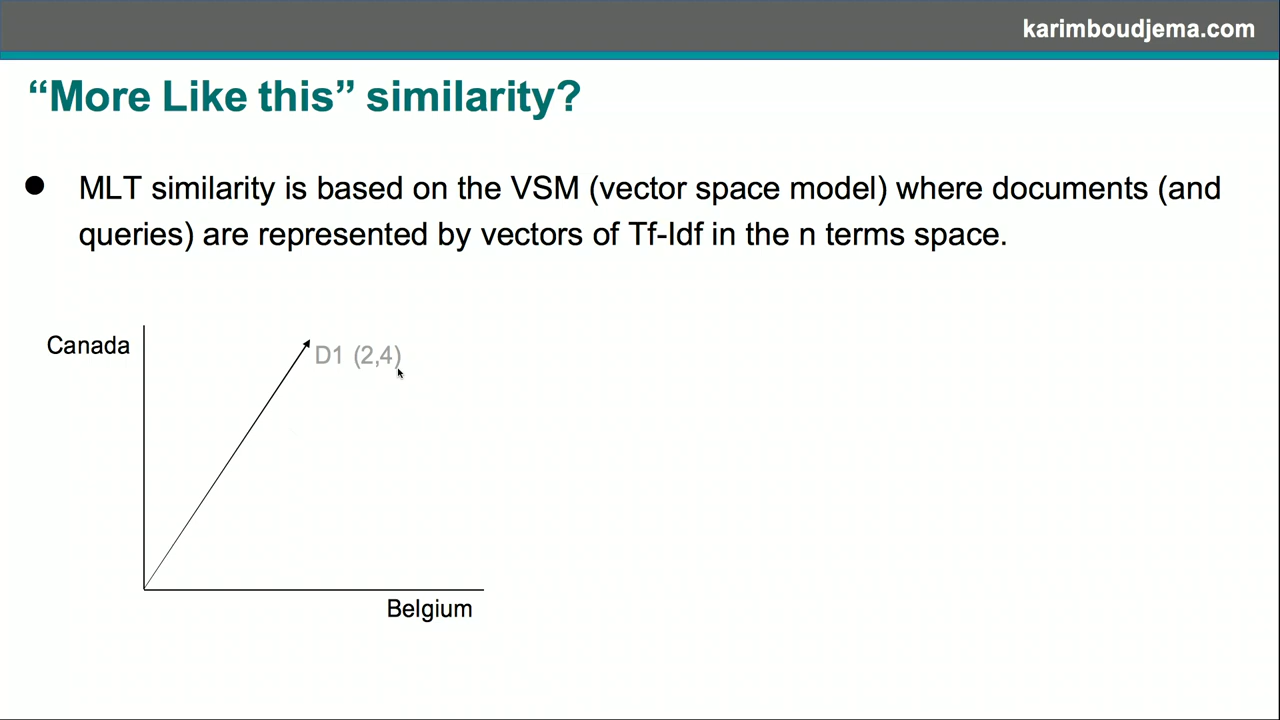 karimboudjema.com
“More Like this” similarity?
● MLT similarity is based on the VSM (vector space model) where documents (and
queries) are represented by vectors of Tf-Idf in the n terms space.
Canada
D1 (2,4)
Belgium